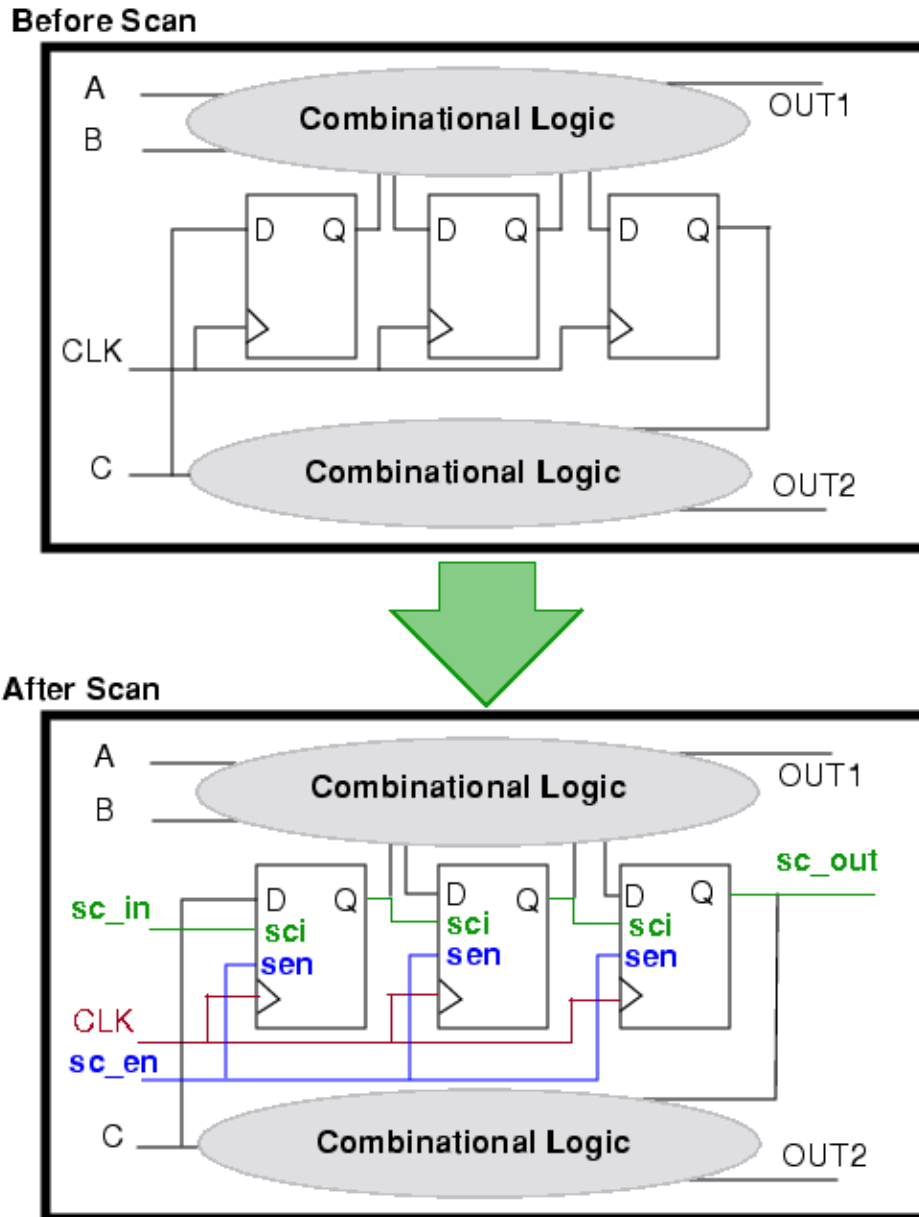 Before Scan
A
Combinational Logic
OUT1
B
D Q D Q D Q
CLK
C
Combinational Logic
OUT2
After Scan
A
Combinational Logic
OUT1
B
sc_out
D Q D Q D Q
sc_in
sci sci sci
sen sen sen
CLK
sc_en
C
Combinational Logic
OUT2